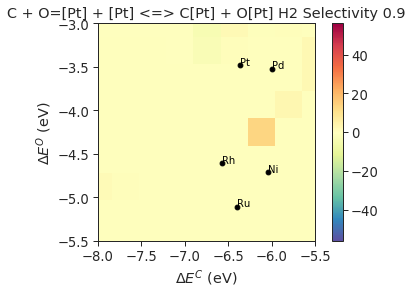 C + O=[Pt] + [Pt] <=> C[Pt] + O[Pt] H2 Selectivity 0.9
−3.0
−3.5
−4.0
−4.5
−5.0
−5.5
ΔE^O (eV)
Pt
Pd
Rh
Ni
Ru
−8.0 −7.5 −7.0 −6.5 −6.0 −5.5
ΔE^C (eV)
40
20
0
−20
−40